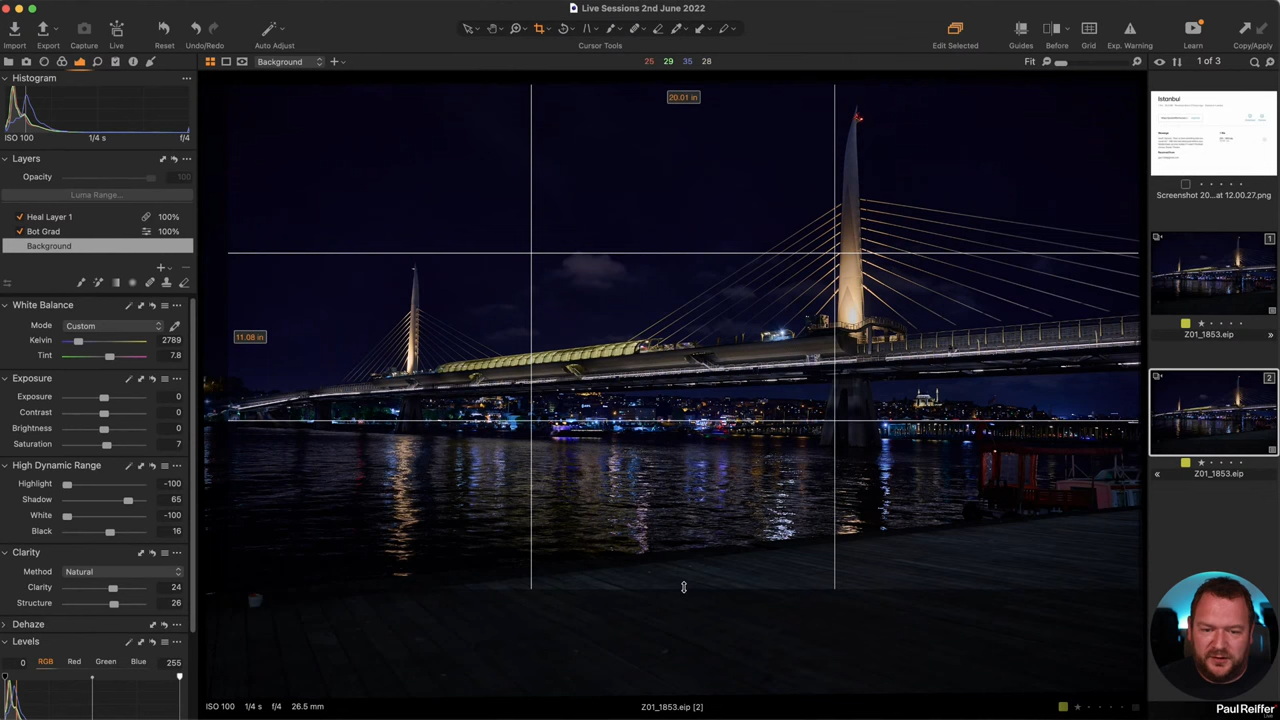 Live Sessions 2nd June 2022
Import
Export
Capture
Live
Reset
Undo/Redo
Auto Adjust
Cursor Tools
Edit Selected
Guides
Before
Grid
Exp. Warning
Learn
Copy/Apply
Background
25 29 35 28
Fit
1 of 3
Histogram
ISO 100 1/4 s f/4
Layers
Opacity 100
Luma Range...
Heal Layer 1 100%
Bot Grad 100%
Background
White Balance
Mode Custom
Kelvin 2789
Tint 7.8
Exposure
Exposure 0
Contrast 0
Brightness 0
Saturation 7
High Dynamic Range
Highlight -100
Shadow 65
White -100
Black 16
Clarity
Method Natural
Clarity 24
Structure 26
Dehaze
Levels
0 RGB Red Green Blue 255
20.01 in
11.08 in
ISO 100 1/4 s f/4 26.5 mm
Z01_1853.eip [2]
Istanbul
Screenshot 20...at 12.00.27.png
1
Z01_1853.eip
2
Z01_1853.eip
PaulReiffer
Live